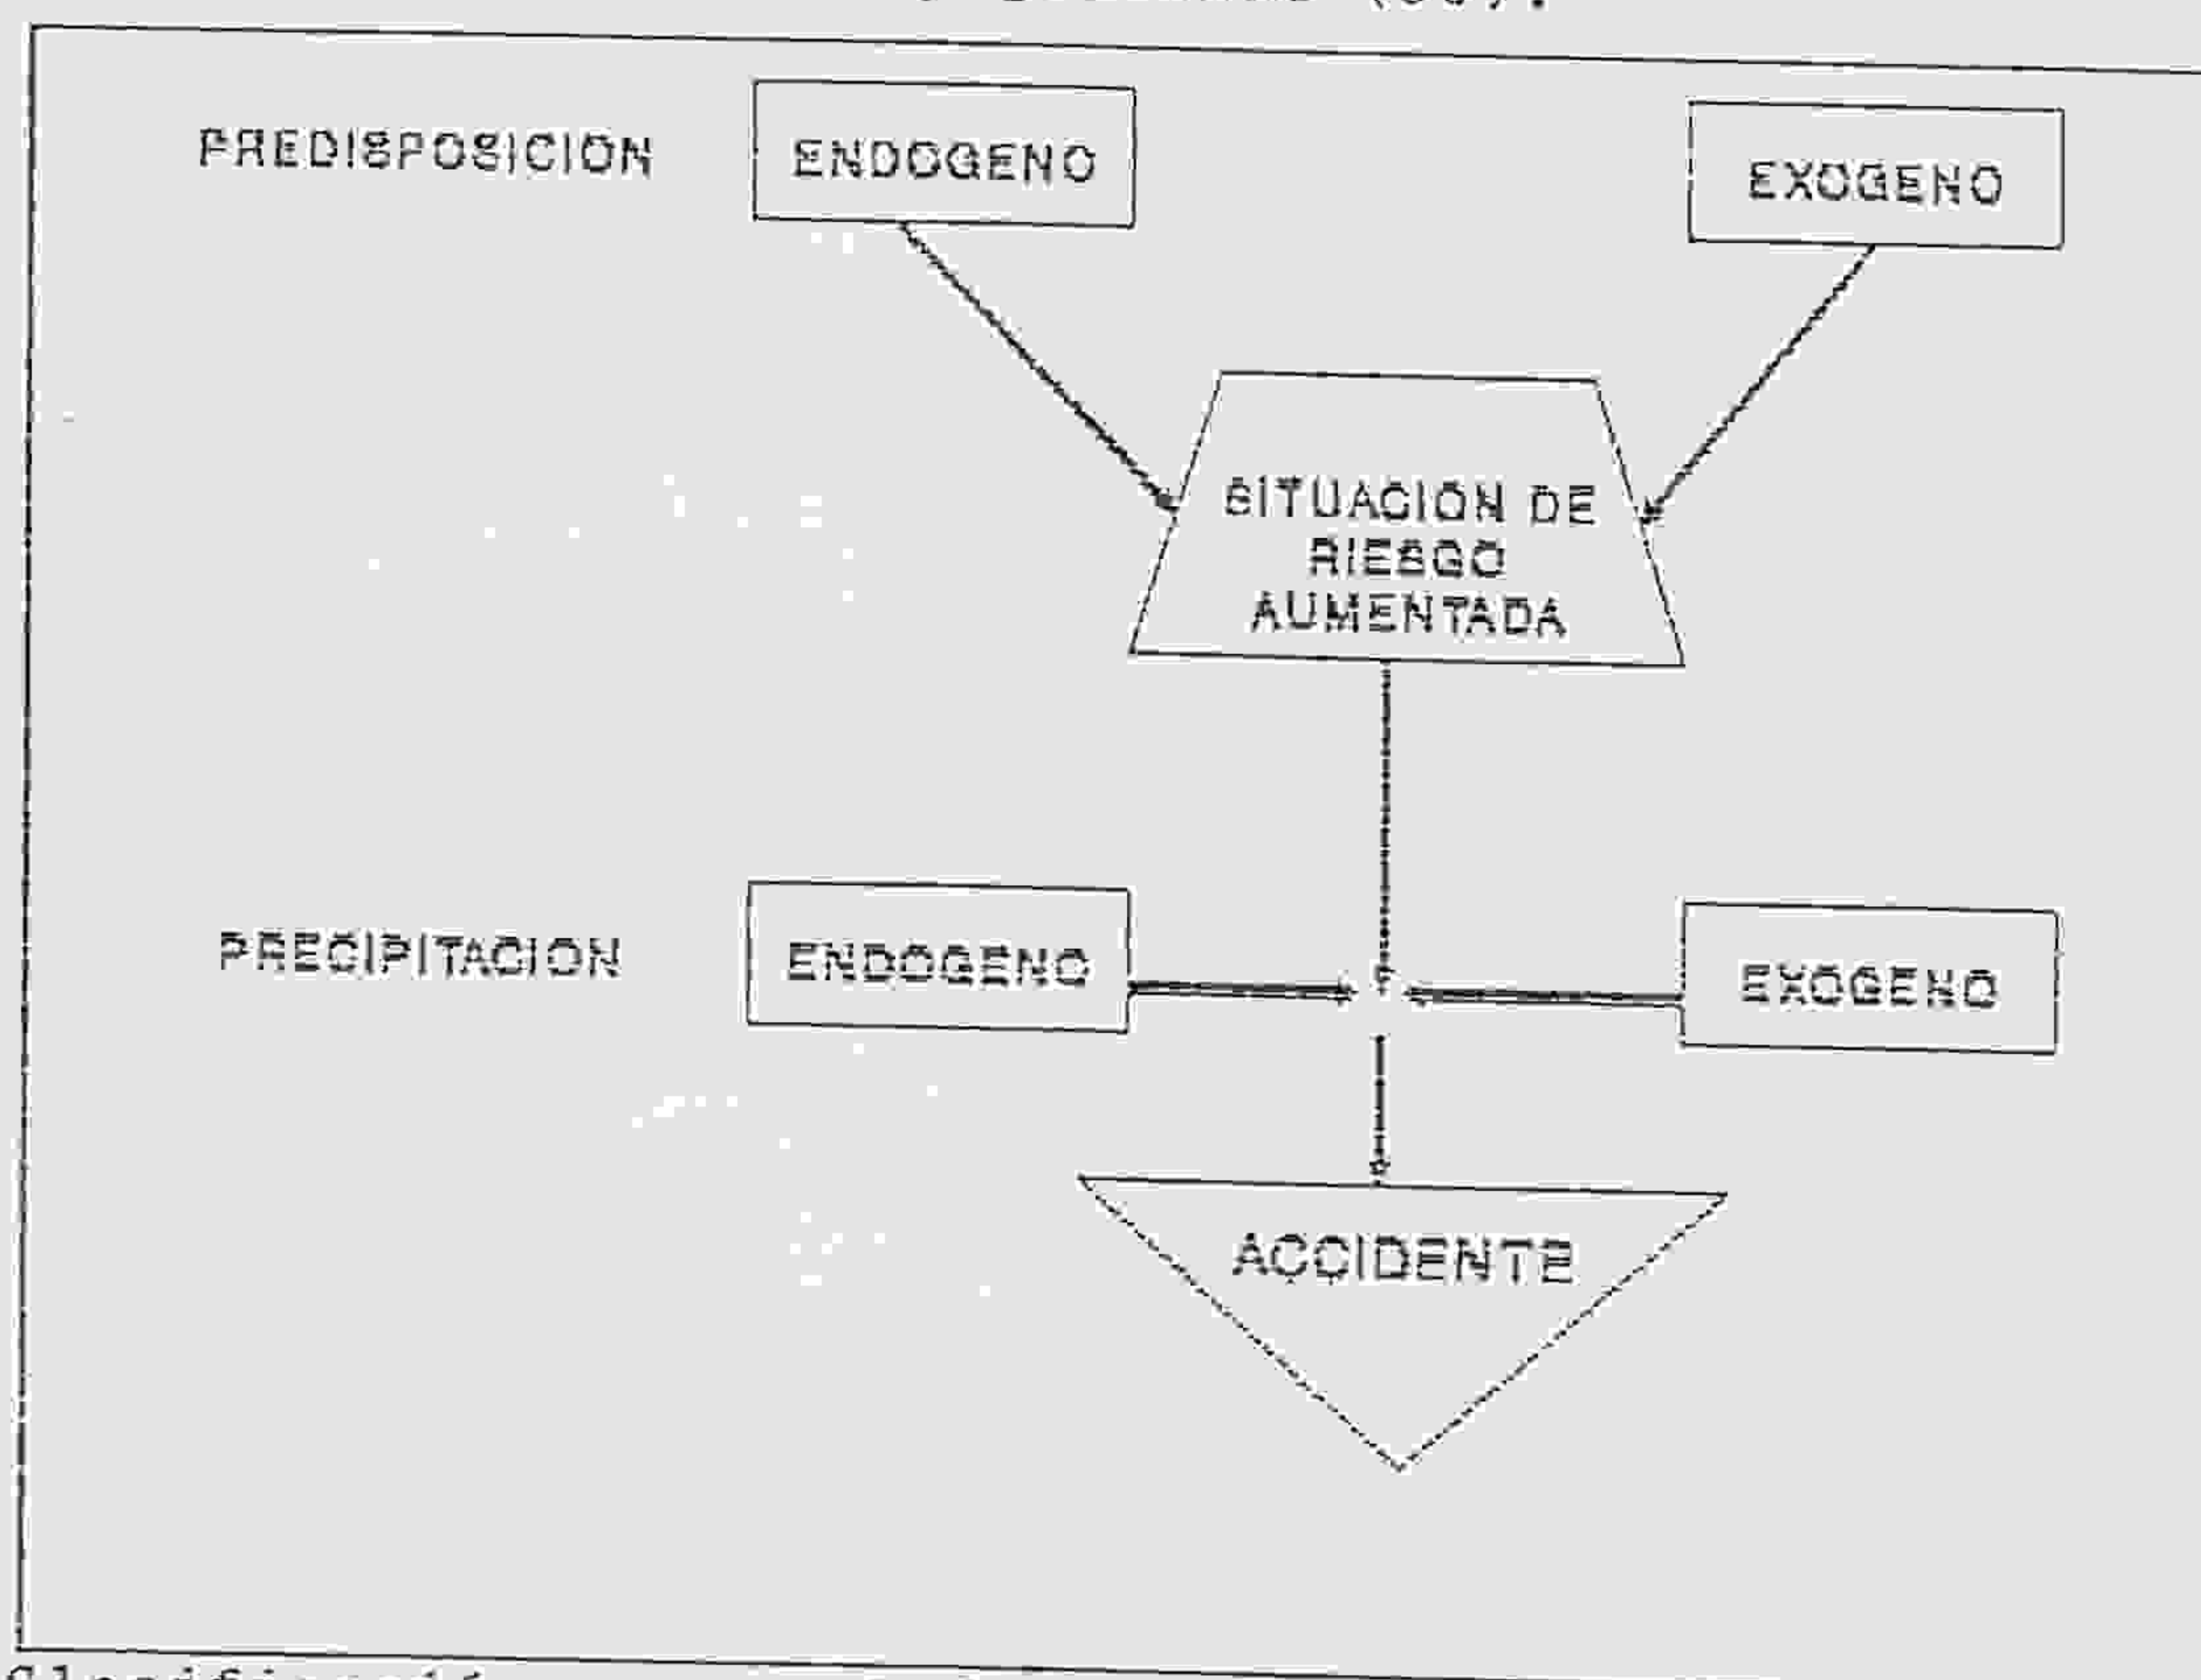 PREDISPOSICION
ENDOGENO
EXOGENO
SITUACION DE
RIESGO
AUMENTADA
PRECIPITACION
ENDOGENO
EXOGENO
ACCIDENTE